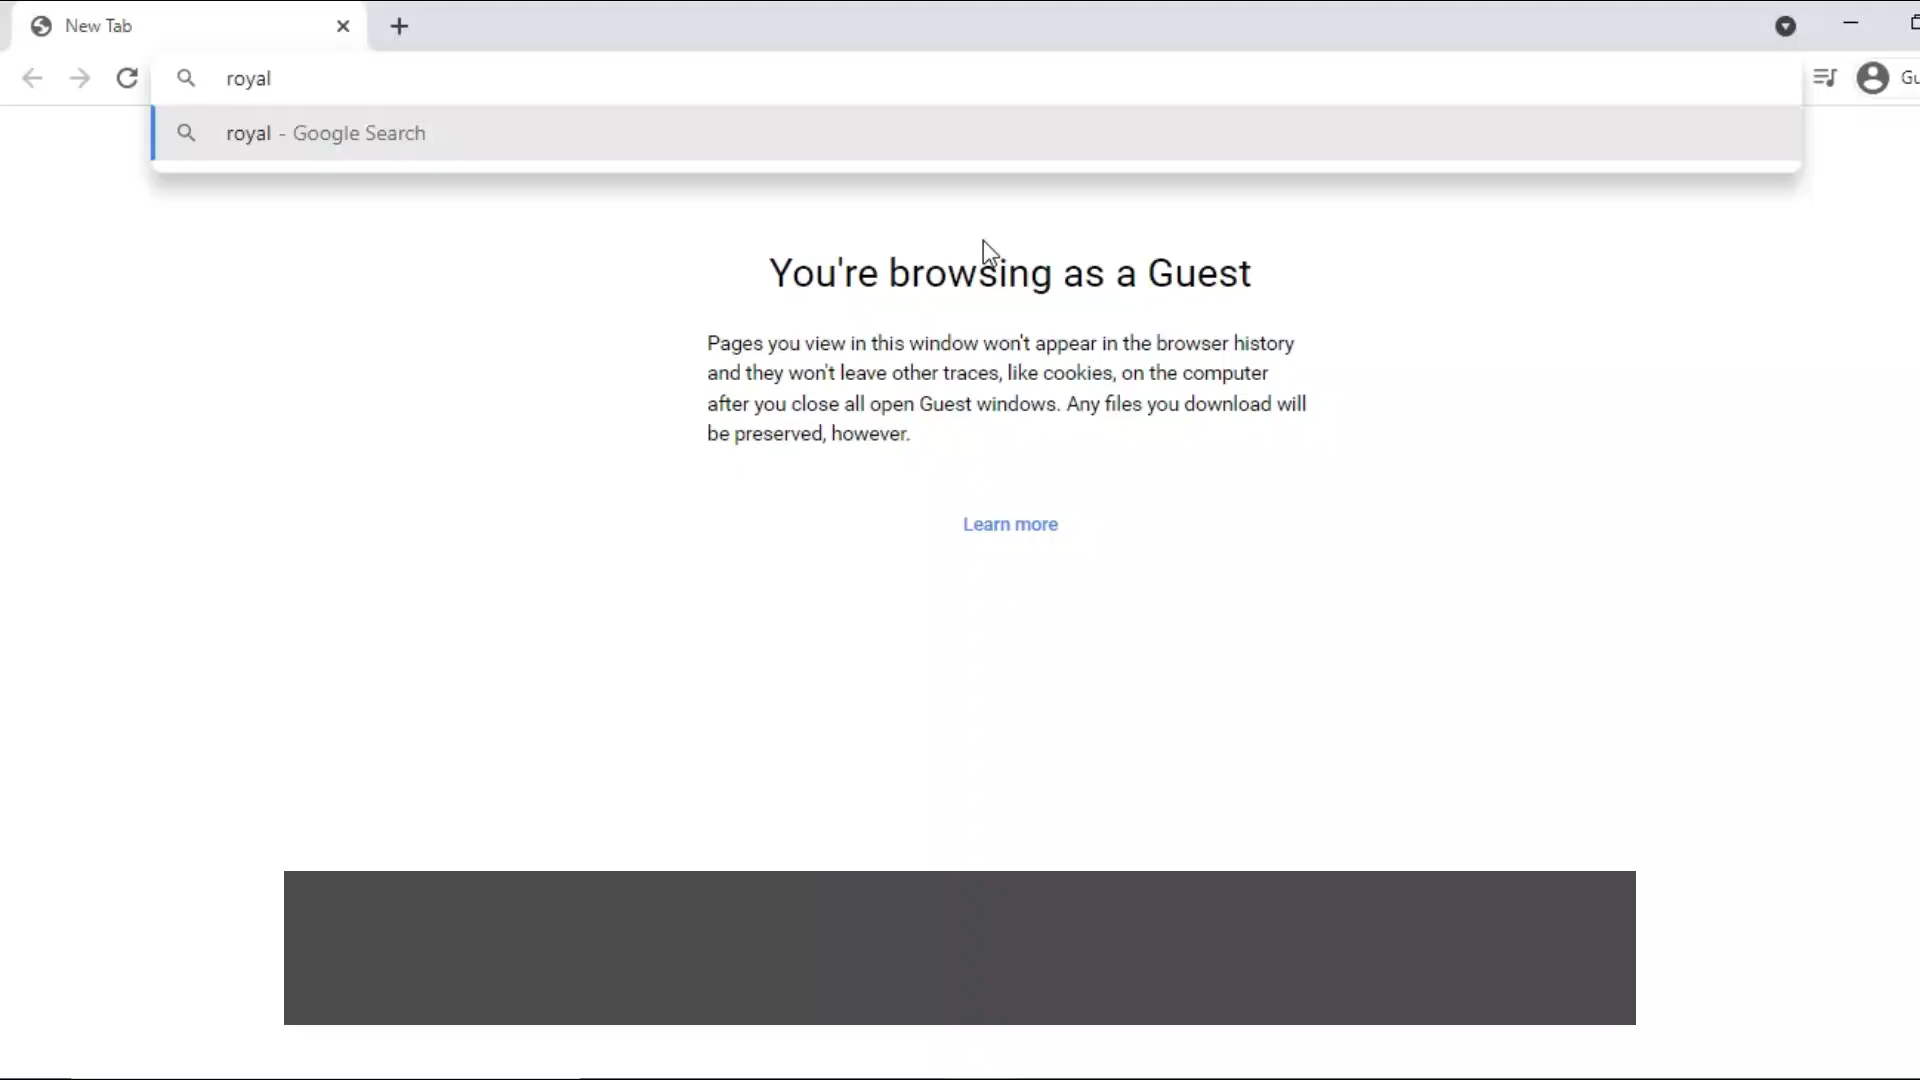 New Tab
royal
Gu
royal - Google Search
You're browsing as a Guest
Pages you view in this window won't appear in the browser history
and they won't leave other traces, like cookies, on the computer
after you close all open Guest windows. Any files you download will
be preserved, however.
Learn more